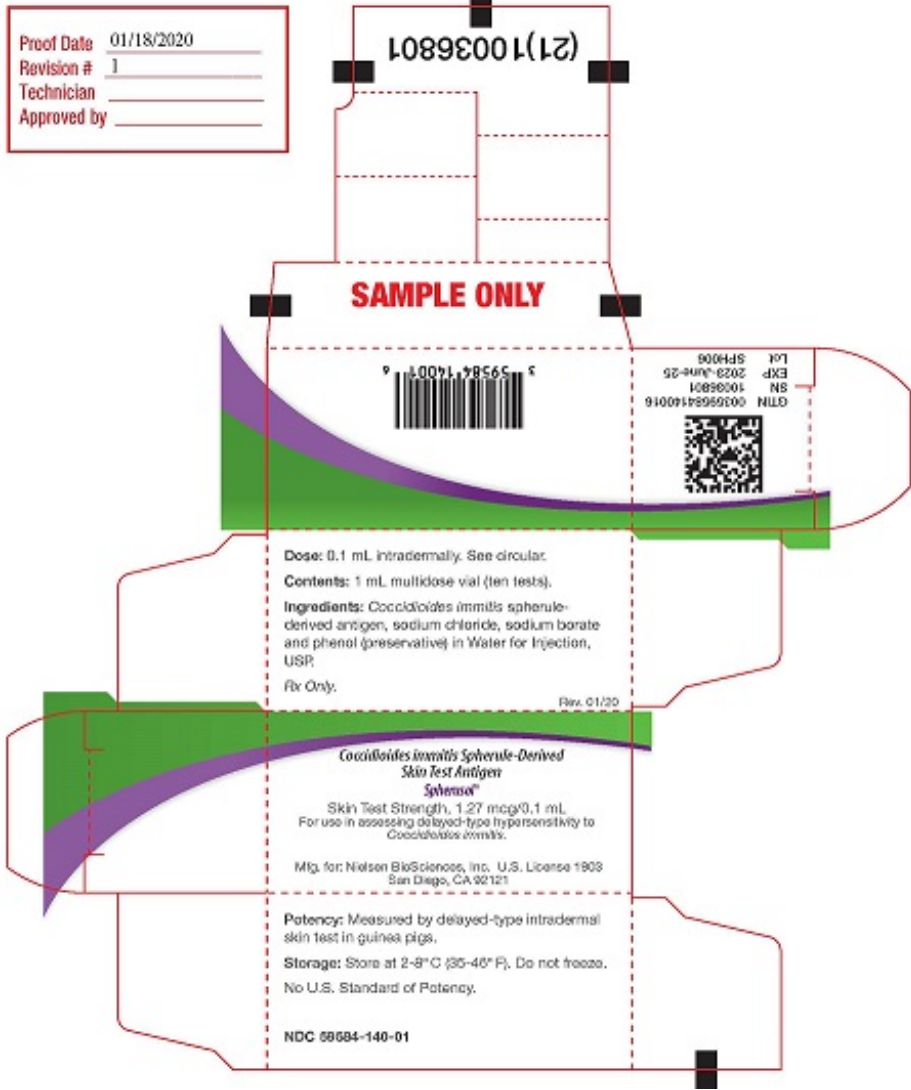 Proof Date 01/18/2020
Revision # 1
Technician
Approved by
(21)10036801
SAMPLE ONLY
3 59584 14001 6
GTIN 00359584140016
SN 10036801
EXP 2023-June-25
Lot SPH006
Dose: 0.1 mL intradermally. See circular.
Contents: 1 mL multidose vial (ten tests).
Ingredients: Coccidioides immitis spherule-
derived antigen, sodium chloride, sodium borate
and phenol (preservative) in Water for Injection,
USP.
Rx Only.
Rev. 01/20
Coccidioides immitis Spherule-Derived
Skin Test Antigen
Spherusol®
Skin Test Strength, 1.27 mcg/0.1 mL
For use in assessing delayed-type hypersensitivity to
Coccidioides immitis.
Mfg. for: Nielsen BioSciences, Inc. U.S. License 1903
San Diego, CA 92121
Potency: Measured by delayed-type intradermal
skin test in guinea pigs.
Storage: Store at 2-8° C (35-46° F). Do not freeze.
No U.S. Standard of Potency.
NDC 59584-140-01